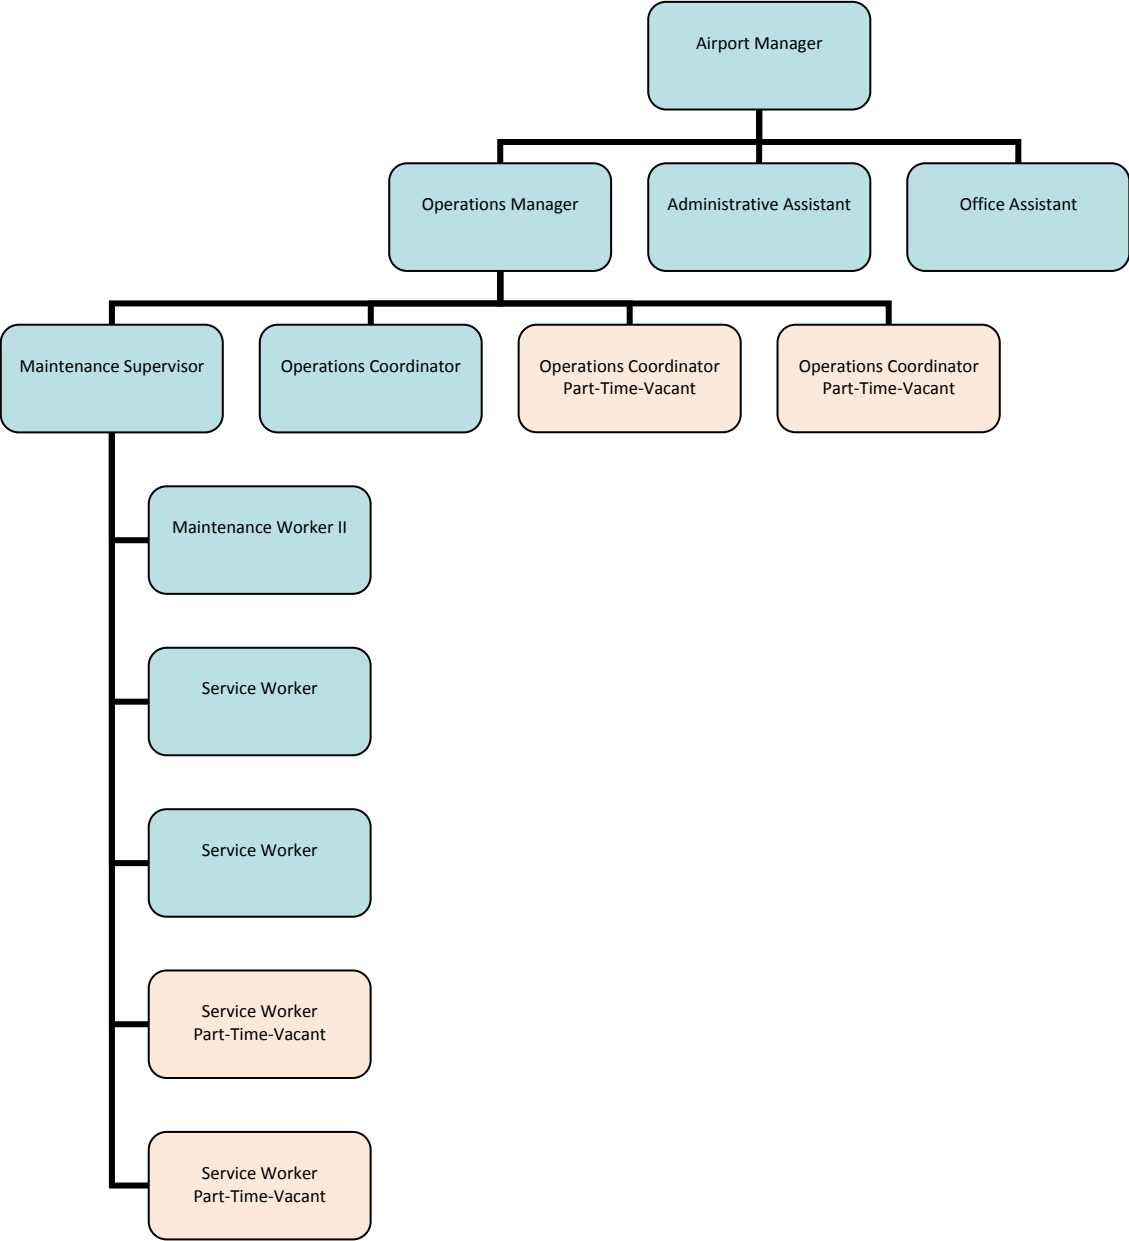 Airport Manager
Operations Manager
Administrative Assistant
Office Assistant
Maintenance Supervisor
Operations Coordinator
Operations Coordinator
Part-Time-Vacant
Operations Coordinator
Part-Time-Vacant
Maintenance Worker II
Service Worker
Service Worker
Service Worker
Part-Time-Vacant
Service Worker
Part-Time-Vacant